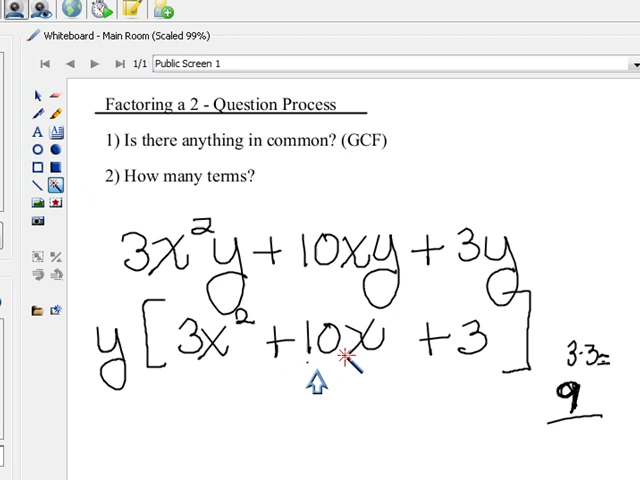 Whiteboard - Main Room (Scaled 99%)
1/1 Public Screen 1
Factoring a 2 - Question Process
1) Is there anything in common? (GCF)
2) How many terms?
3x²y + 10xy + 3y
y [ 3x² + 10x + 3 ]
3·3=
9